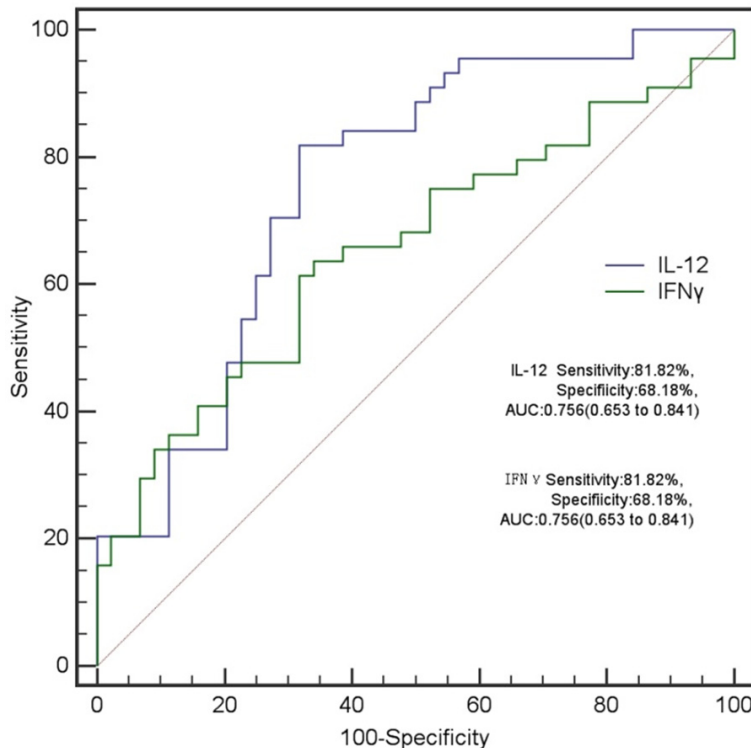 100
80
60
40
20
0
Sensitivity
IL-12
IFNγ
IL-12 Sensitivity:81.82%,
Specifiicity:68.18%,
AUC:0.756(0.653 to 0.841)
IFN γ Sensitivity:81.82%,
Specifiicity:68.18%,
AUC:0.756(0.653 to 0.841)
0 20 40 60 80 100
100-Specificity